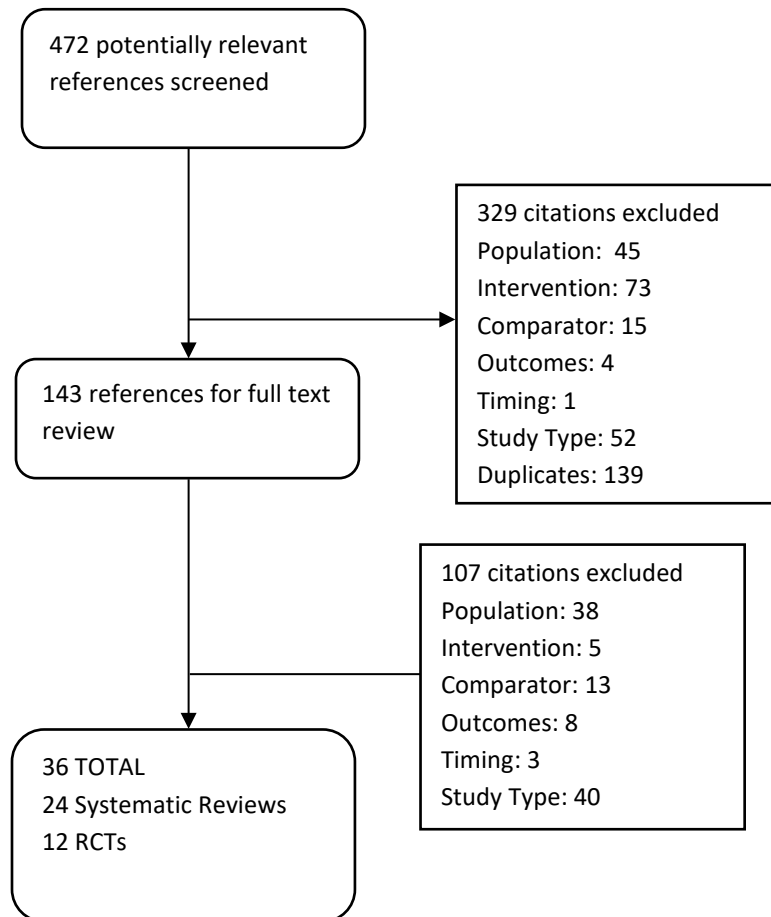 472 potentially relevant
references screened
329 citations excluded
Population:  45
Intervention: 73
Comparator: 15
Outcomes: 4
Timing: 1
Study Type: 52
Duplicates: 139
143 references for full text
review
107 citations excluded
Population: 38
Intervention: 5
Comparator: 13
Outcomes: 8
Timing: 3
Study Type: 40
36 TOTAL
24 Systematic Reviews
12 RCTs